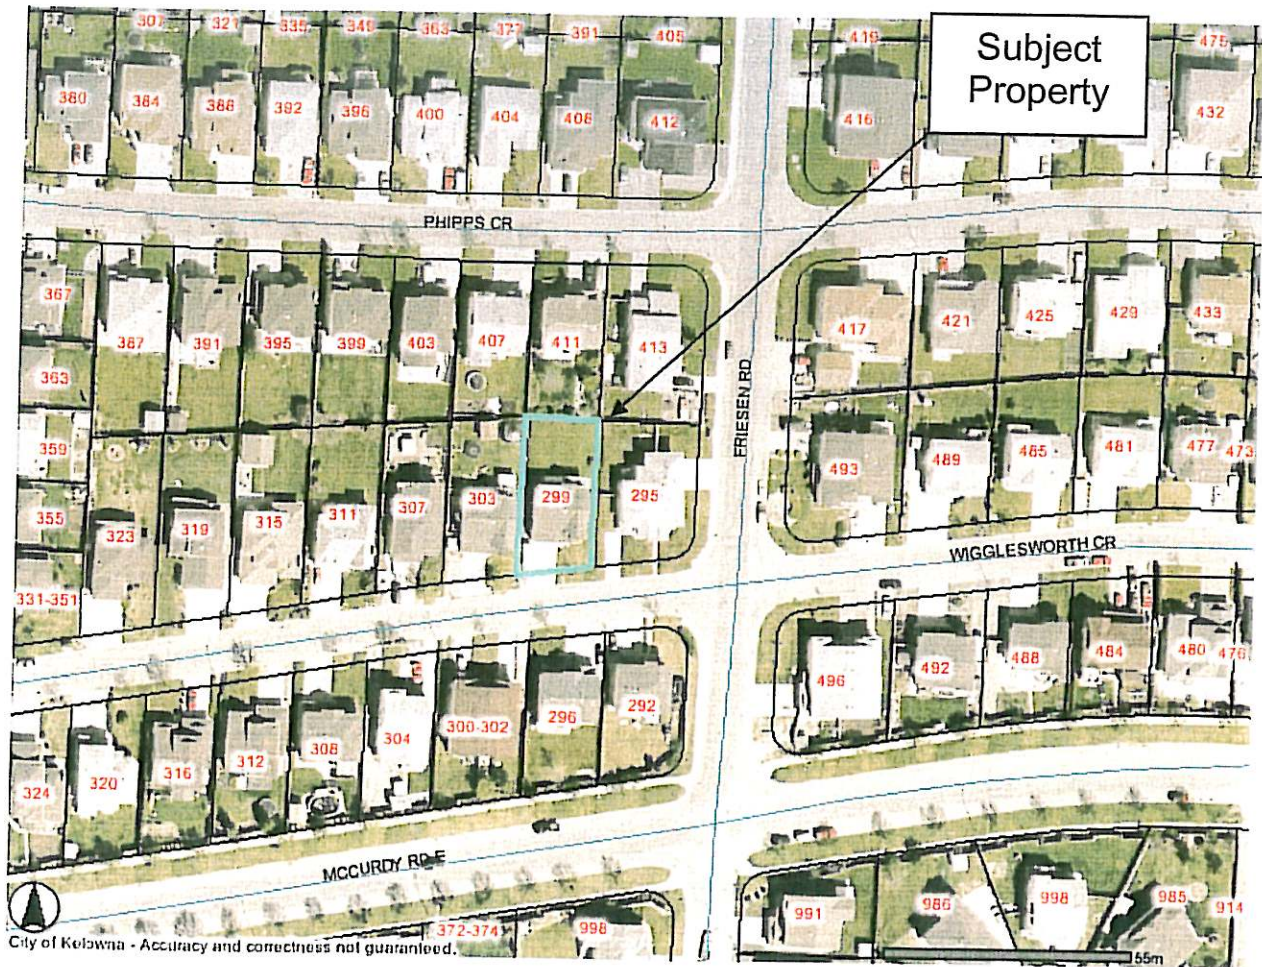 307 321 335 349 363 377 391 405 419 475
Subject
Property
380 384 388 392 396 400 404 408 412 416 432
PHIPPS CR
367 387 391 395 399 403 407 411 413 417 421 425 429 433
363
FRIESEN RD
359 493 489 485 481 477 473
355 323 319 315 311 307 303 299 295
WIGGLESWORTH CR
331-351
324 320 316 312 308 304 300-302 296 292 496 492 488 484 480 476
MCCURDY RD E
372-374 998 991 986 998 985 914
City of Kelowna - Accuracy and correctness not guaranteed.
55m